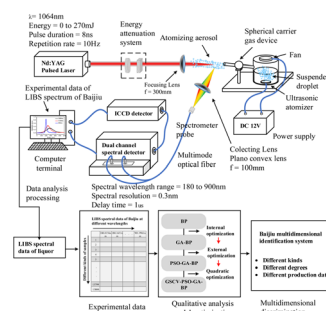 λ= 1064nm
Energy = 0 to 270mJ
Pulse duration = 8ns
Repetition rate = 10Hz
Energy
attenuation
system
Atomizing aerosol
Spherical carrier
gas device
Fan
Nd:YAG
Pulsed Laser
Focusing Lens
f = 300mm
Suspende
droplet
Ultrasonic
atomizer
Experimental data of
LIBS spectrum of Baijiu
ICCD detector
Spectrometer
probe
DC 12V
Power supply
Dual channel
spectral detector
Multimode
optical fiber
Colecting Lens
Plano convex lens
f = 100mm
Computer
terminal
Spectral wavelength range = 180 to 900nm
Spectral resolution = 0.3nm
Delay time = 1us
Data analysis
processing
LIBS spectral data of Baijiu at
different wavelengths
Different kinds of samples
BP
Internal
optimization
GA-BP
External
optimization
PSO-GA-
BP
Quadratic
optimization
GSCV-PSO-GA-
BP
Baijiu multidimensional
identification system
Different kinds
Different degrees
Different production dat
LIBS spectral
data of liquor
Experimental data
Qualitative analysis
Multidimensional